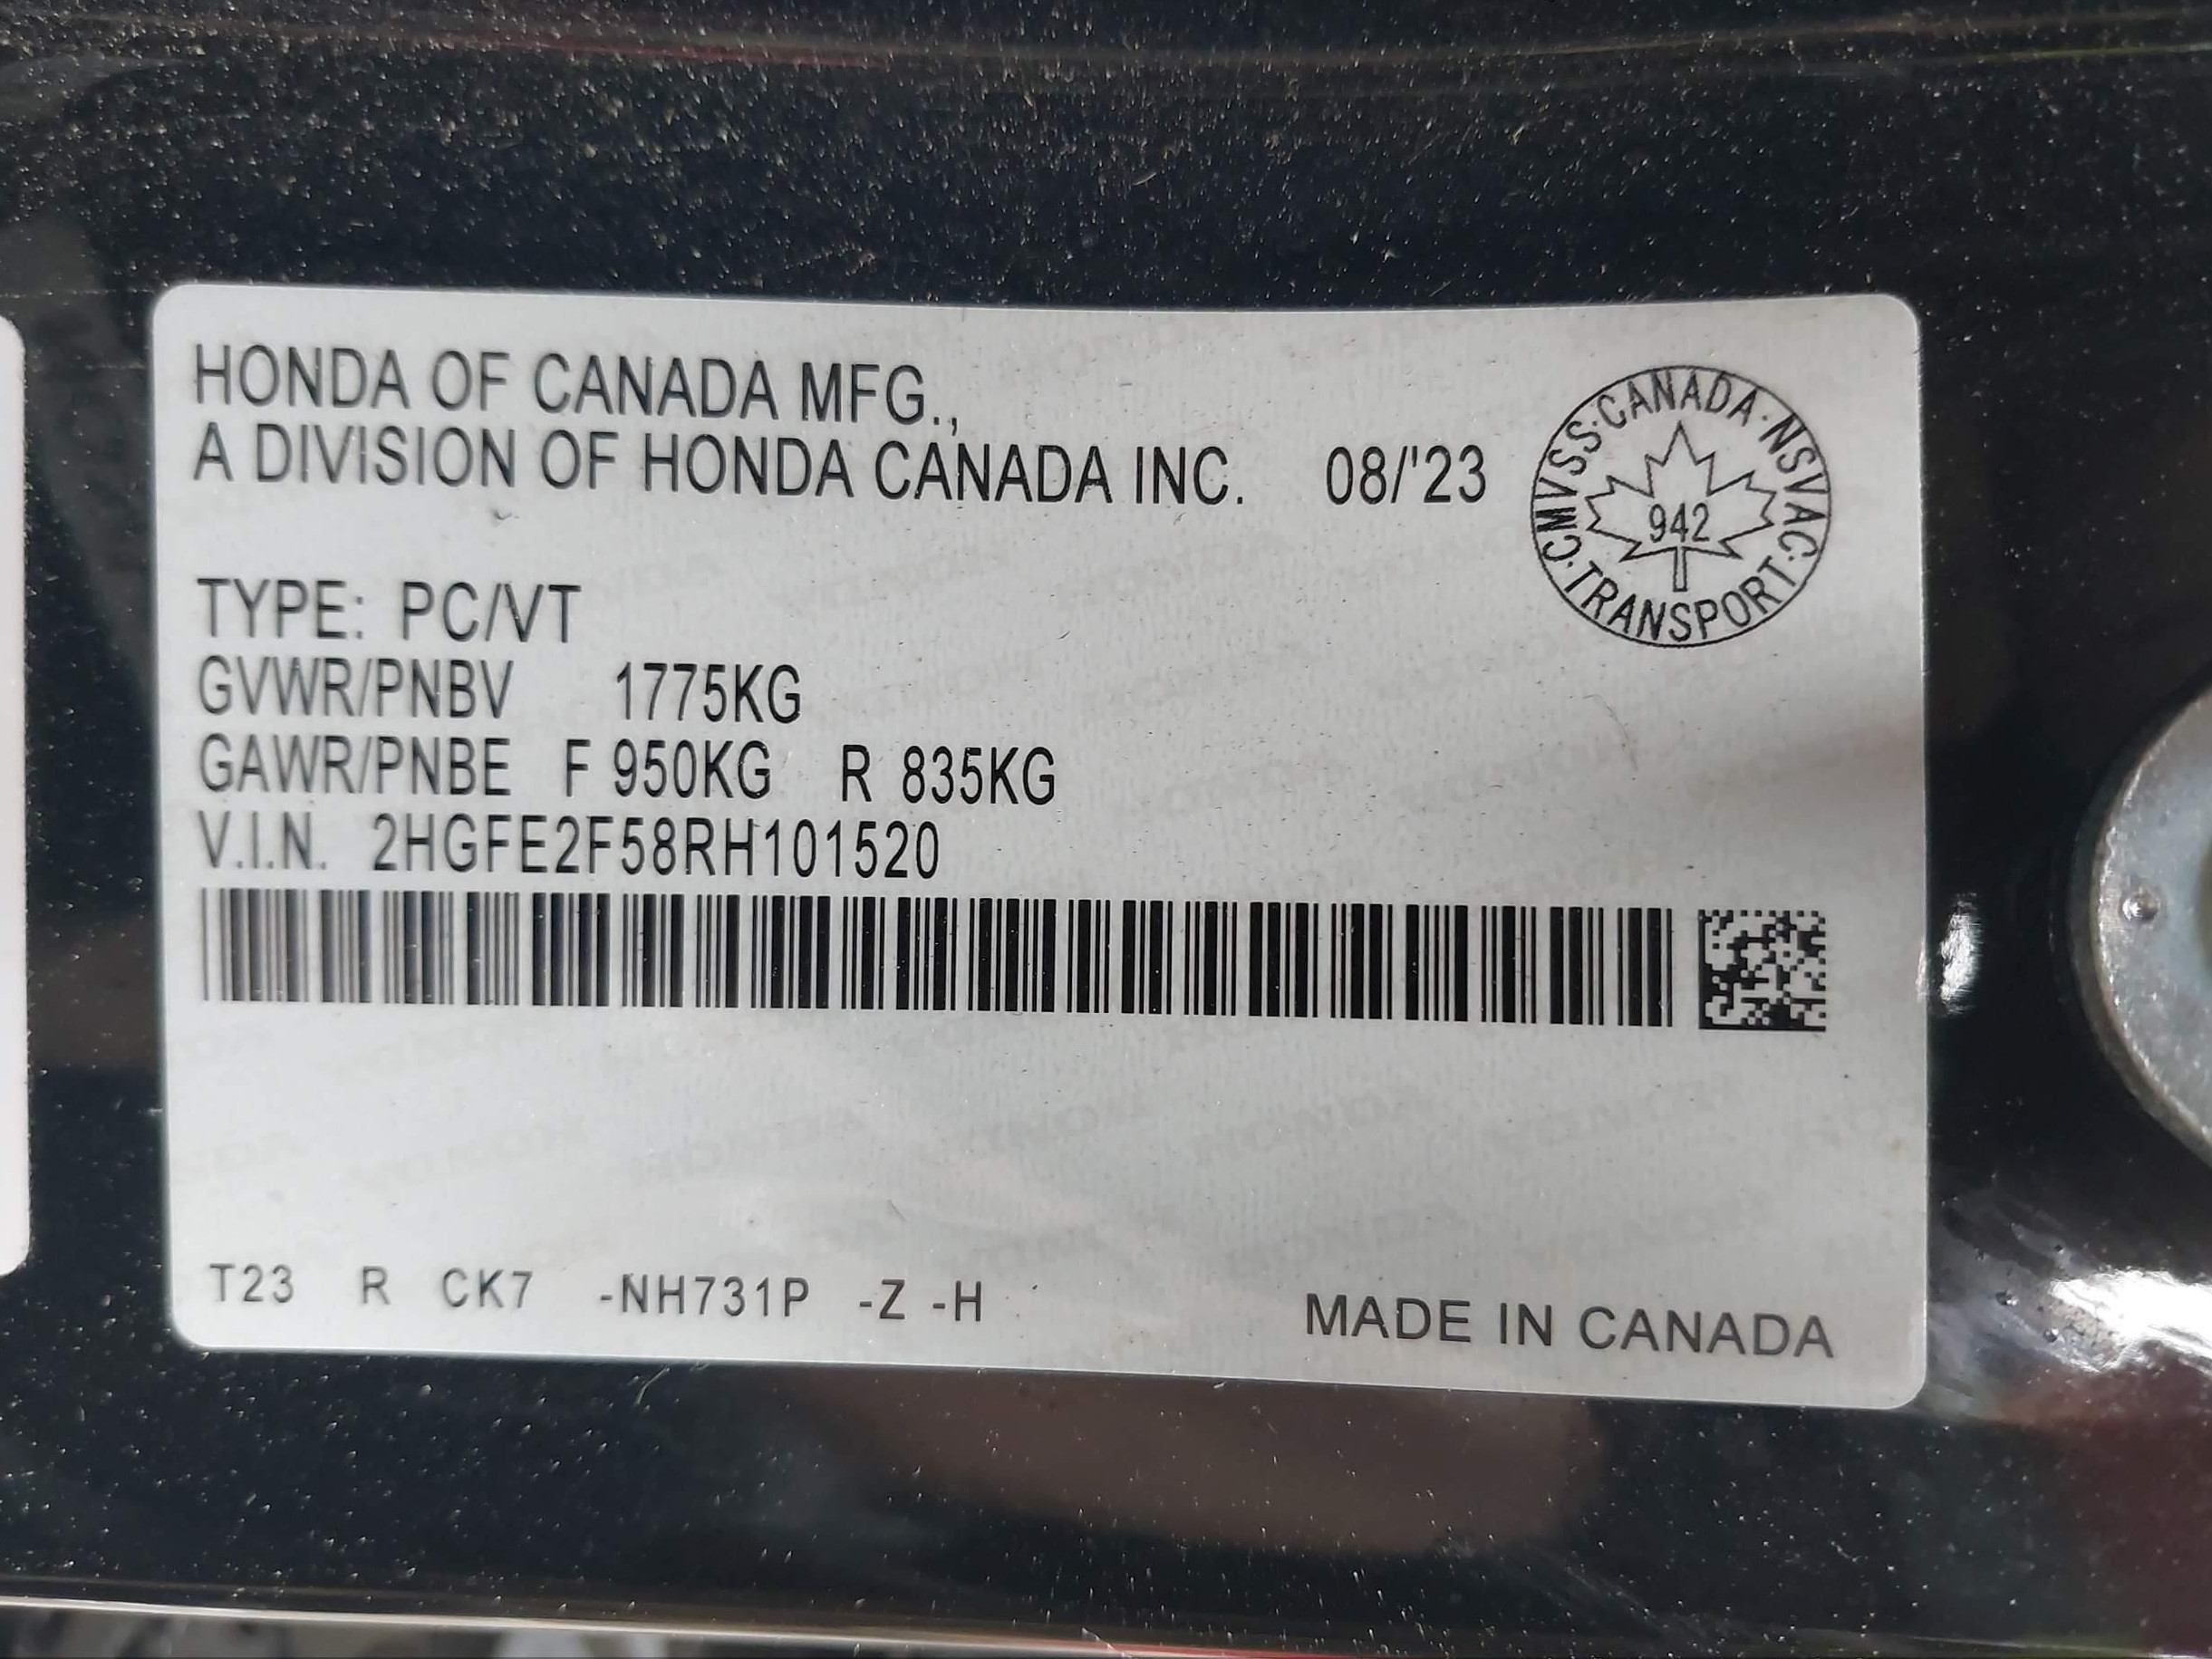 HONDA OF CANADA MFG.,
A DIVISION OF HONDA CANADA INC. 08/'23
CMVSS·CANADA·NSVAC·TRANSPORT·
942
TYPE: PC/VT
GVWR/PNBV 1775KG
GAWR/PNBE F 950KG R 835KG
V.I.N. 2HGFE2F58RH101520
T23 R CK7 -NH731P -Z -H
MADE IN CANADA